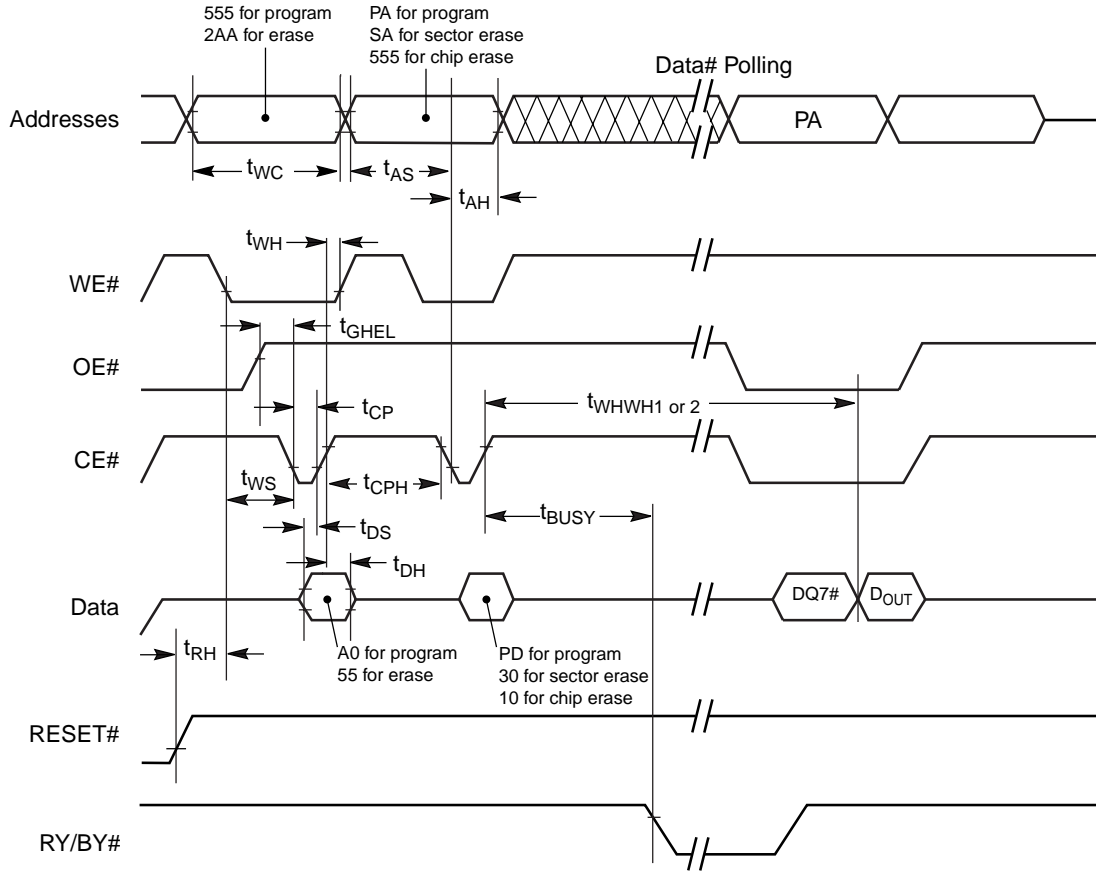 555 for program
2AA for erase
PA for program
SA for sector erase
555 for chip erase
Data# Polling
Addresses
PA
tWC
tAS
tAH
tWH
WE#
tGHEL
OE#
tWHWH1 or 2
tCP
CE#
tWS
tCPH
tBUSY
tDS
tDH
Data
DQ7#
DOUT
tRH
A0 for program
55 for erase
PD for program
30 for sector erase
10 for chip erase
RESET#
RY/BY#